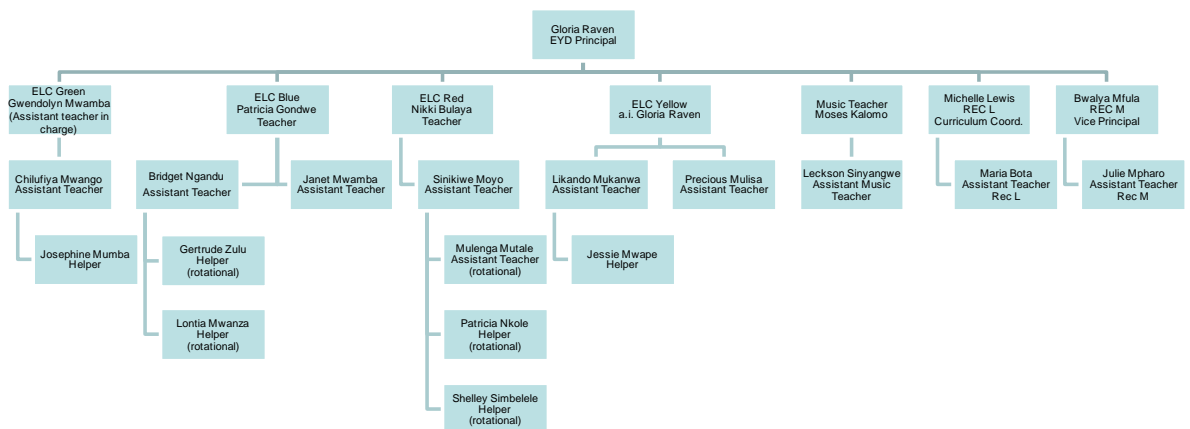 Gloria Raven
EYD Principal
ELC Green
Gwendolyn Mwamba
(Assistant teacher in
charge)
ELC Blue
Patricia Gondwe
Teacher
ELC Red
Nikki Bulaya
Teacher
ELC Yellow
a.i. Gloria Raven
Music Teacher
Moses Kalomo
Michelle Lewis
REC L
Curriculum Coord.
Bwalya Mfula
REC M
Vice Principal
Chilufiya Mwango
Assistant Teacher
Bridget Ngandu
Assistant Teacher
Janet Mwamba
Assistant Teacher
Sinikiwe Moyo
Assistant Teacher
Likando Mukanwa
Assistant Teacher
Precious Mulisa
Assistant Teacher
Leckson Sinyangwe
Assistant Music
Teacher
Maria Bota
Assistant Teacher
Rec L
Julie Mpharo
Assistant Teacher
Rec M
Josephine Mumba
Helper
Gertrude Zulu
Helper
(rotational)
Mulenga Mutale
Assistant Teacher
(rotational)
Jessie Mwape
Helper
Lontia Mwanza
Helper
(rotational)
Patricia Nkole
Helper
(rotational)
Shelley Simbelele
Helper
(rotational)